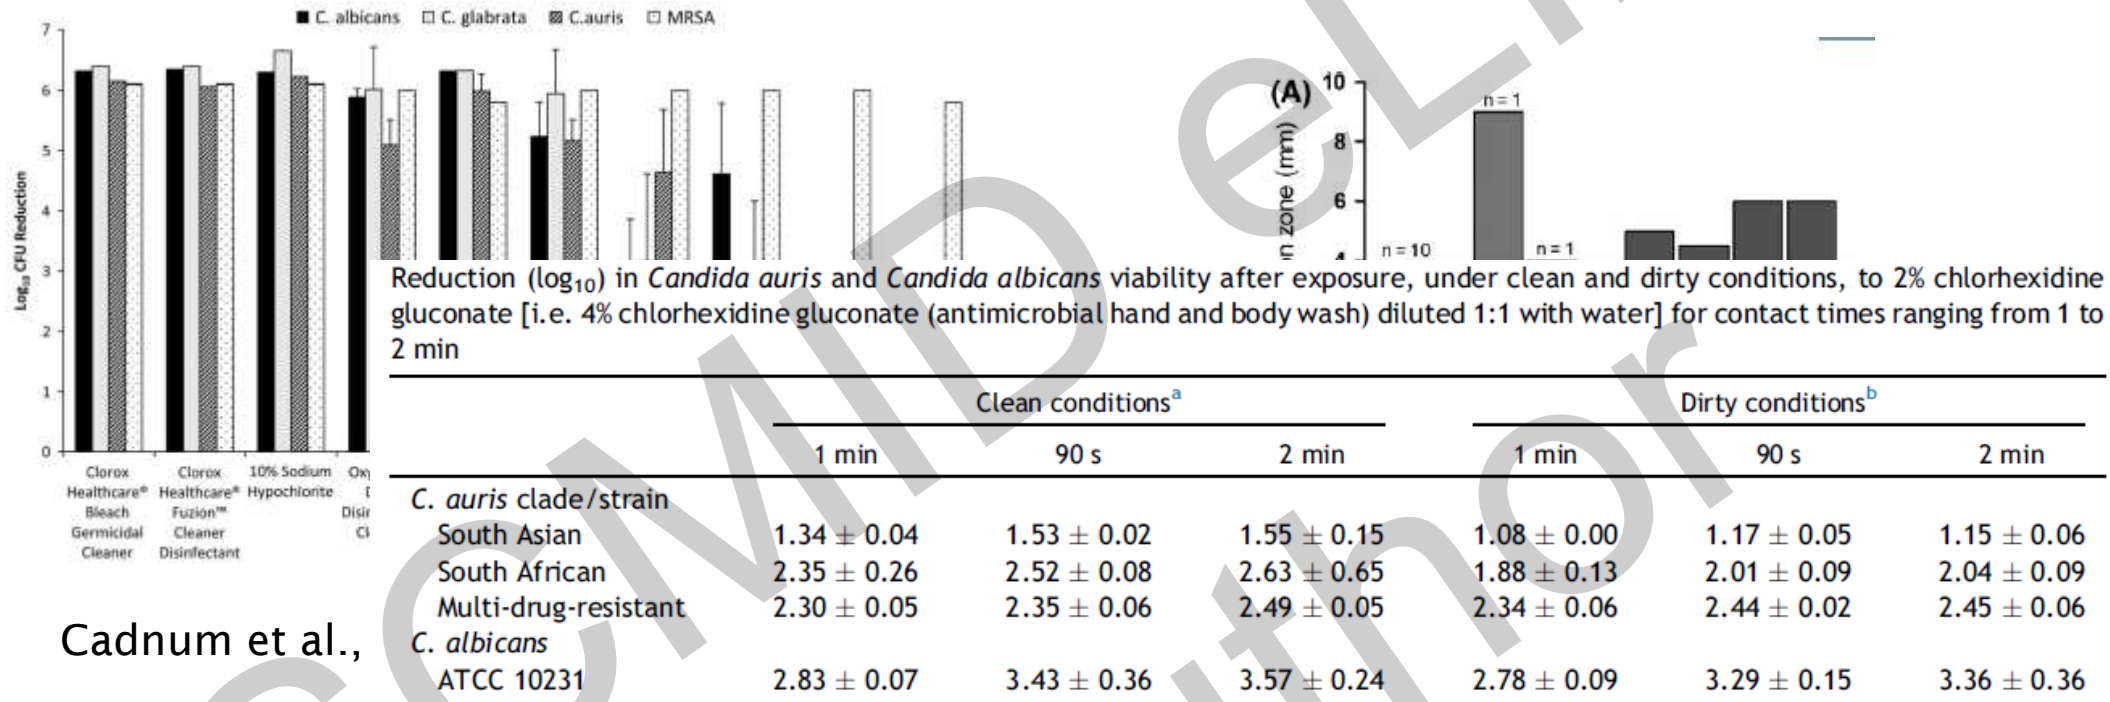 C. albicans C. glabrata C.auris MRSA
7
6
5
4
3
2
1
0
Log10 CFU Reduction
Clorox Healthcare® Bleach Germicidal Cleaner
Clorox Healthcare® Fuzion™ Cleaner Disinfectant
10% Sodium Hypochlorite
(A)
10
8
6
n zone (mm)
n = 10
n = 1
n = 1
Reduction (log10) in Candida auris and Candida albicans viability after exposure, under clean and dirty conditions, to 2% chlorhexidine
gluconate [i.e. 4% chlorhexidine gluconate (antimicrobial hand and body wash) diluted 1:1 with water] for contact times ranging from 1 to
2 min
Clean conditionsa Dirty conditionsb
1 min 90 s 2 min 1 min 90 s 2 min
C. auris clade/strain
South Asian 1.34 ± 0.04 1.53 ± 0.02 1.55 ± 0.15 1.08 ± 0.00 1.17 ± 0.05 1.15 ± 0.06
South African 2.35 ± 0.26 2.52 ± 0.08 2.63 ± 0.65 1.88 ± 0.13 2.01 ± 0.09 2.04 ± 0.09
Multi-drug-resistant 2.30 ± 0.05 2.35 ± 0.06 2.49 ± 0.05 2.34 ± 0.06 2.44 ± 0.02 2.45 ± 0.06
C. albicans
ATCC 10231 2.83 ± 0.07 3.43 ± 0.36 3.57 ± 0.24 2.78 ± 0.09 3.29 ± 0.15 3.36 ± 0.36
Cadnum et al.,